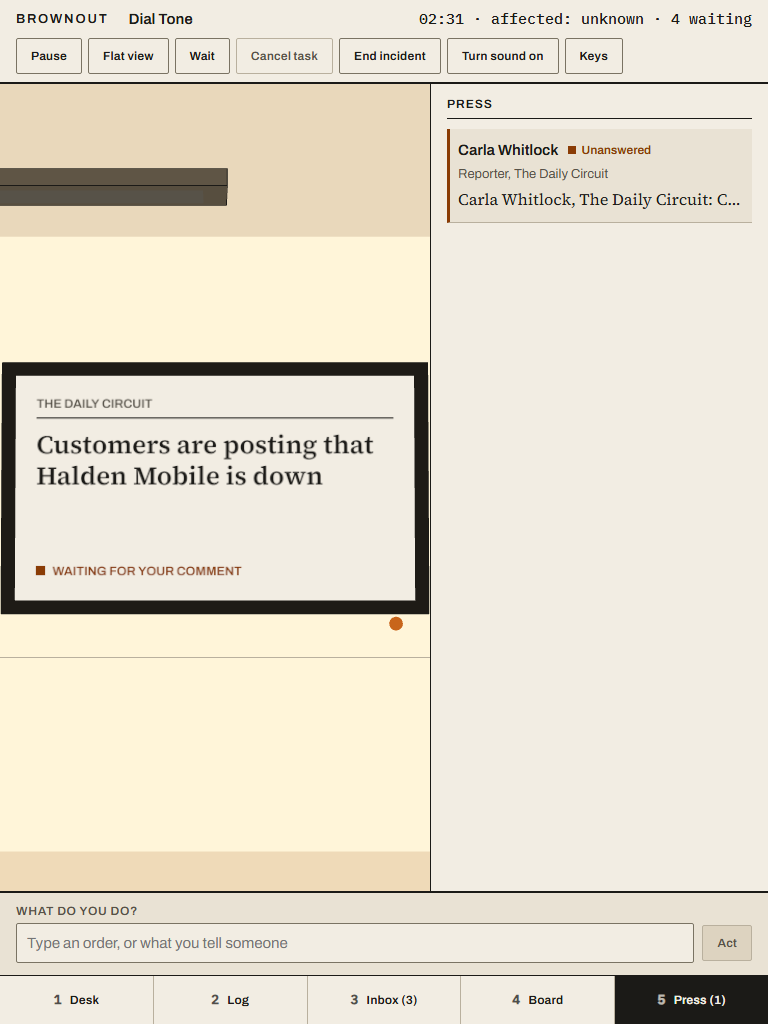 BROWNOUT Dial Tone 02:31 · affected: unknown · 4 waiting
Pause Flat view Wait Cancel task End incident Turn sound on Keys
PRESS
Carla Whitlock Unanswered
Reporter, The Daily Circuit
Carla Whitlock, The Daily Circuit: C...
THE DAILY CIRCUIT
Customers are posting that
Halden Mobile is down
WAITING FOR YOUR COMMENT
WHAT DO YOU DO?
Type an order, or what you tell someone Act
1 Desk 2 Log 3 Inbox (3) 4 Board 5 Press (1)